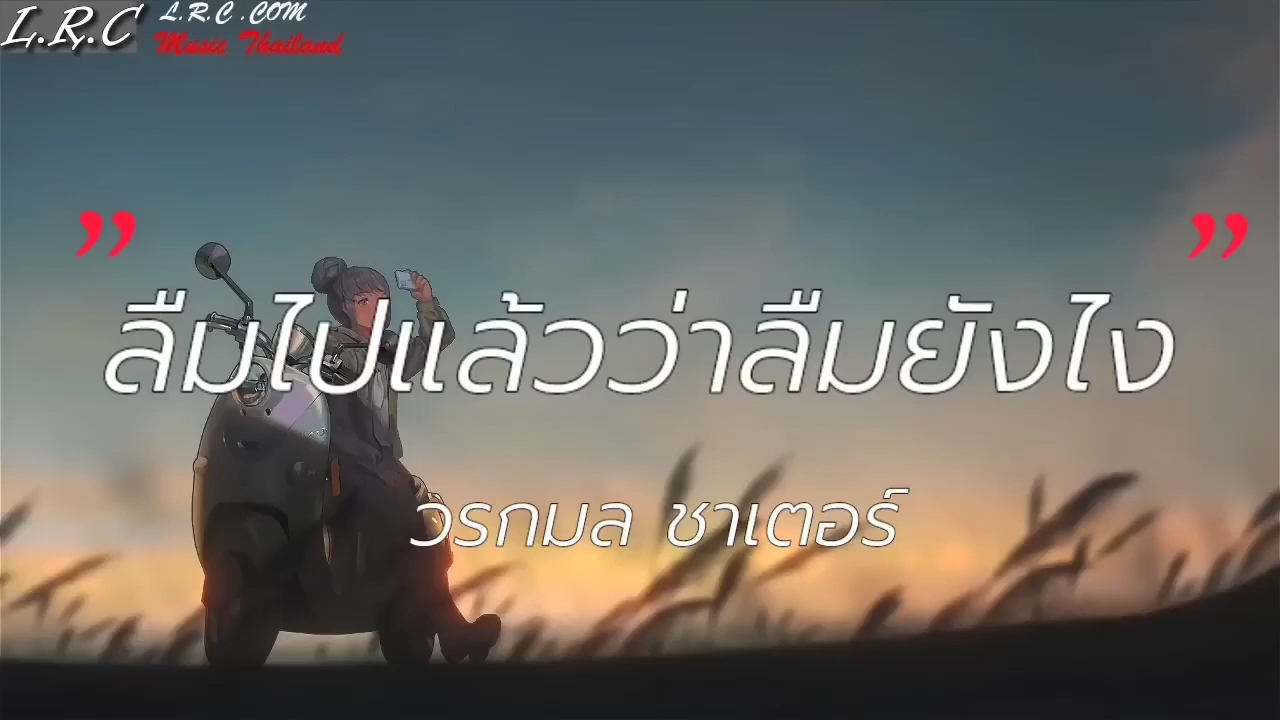 L.R.C
L.R.C .COM
Music Thailand
” ”
ลืมไปแล้วว่าลืมยังไง
วรกมล ชาเตอร์